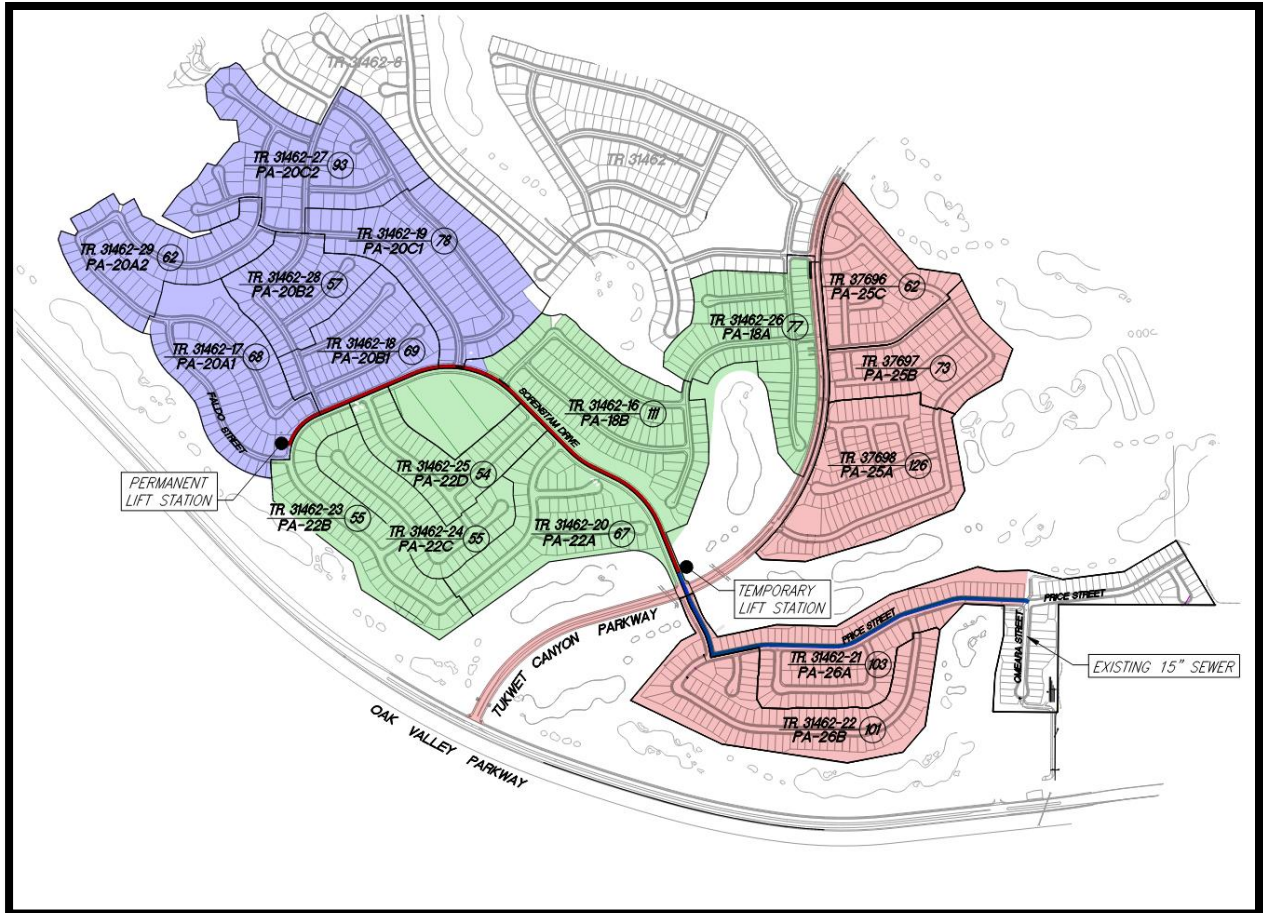 TR 31462-8
TR 31462-7
TR. 31462-27
PA-20C2
93
TR. 31462-19
PA-20C1
78
TR. 31462-29
PA-20A2
62
TR. 31462-28
PA-20B2
57
TR. 31462-17
PA-20A1
68
TR. 31462-18
PA-20B1
69
FALDO STREET
PERMANENT
LIFT STATION
TR. 31462-26
PA-18A
77
TR. 37696
PA-25C
62
TR. 37697
PA-25B
73
TR. 37698
PA-25A
126
SORENSTAM DRIVE
TR. 31462-16
PA-18B
111
TR. 31462-25
PA-22D
54
TR. 31462-23
PA-22B
55
TR. 31462-24
PA-22C
55
TR. 31462-20
PA-22A
67
TEMPORARY
LIFT STATION
TUKWET CANYON PARKWAY
OAK VALLEY PARKWAY
PRICE STREET
PRICE STREET
TR. 31462-21
PA-26A
103
TR. 31462-22
PA-26B
101
OMEARA STREET
EXISTING 15" SEWER